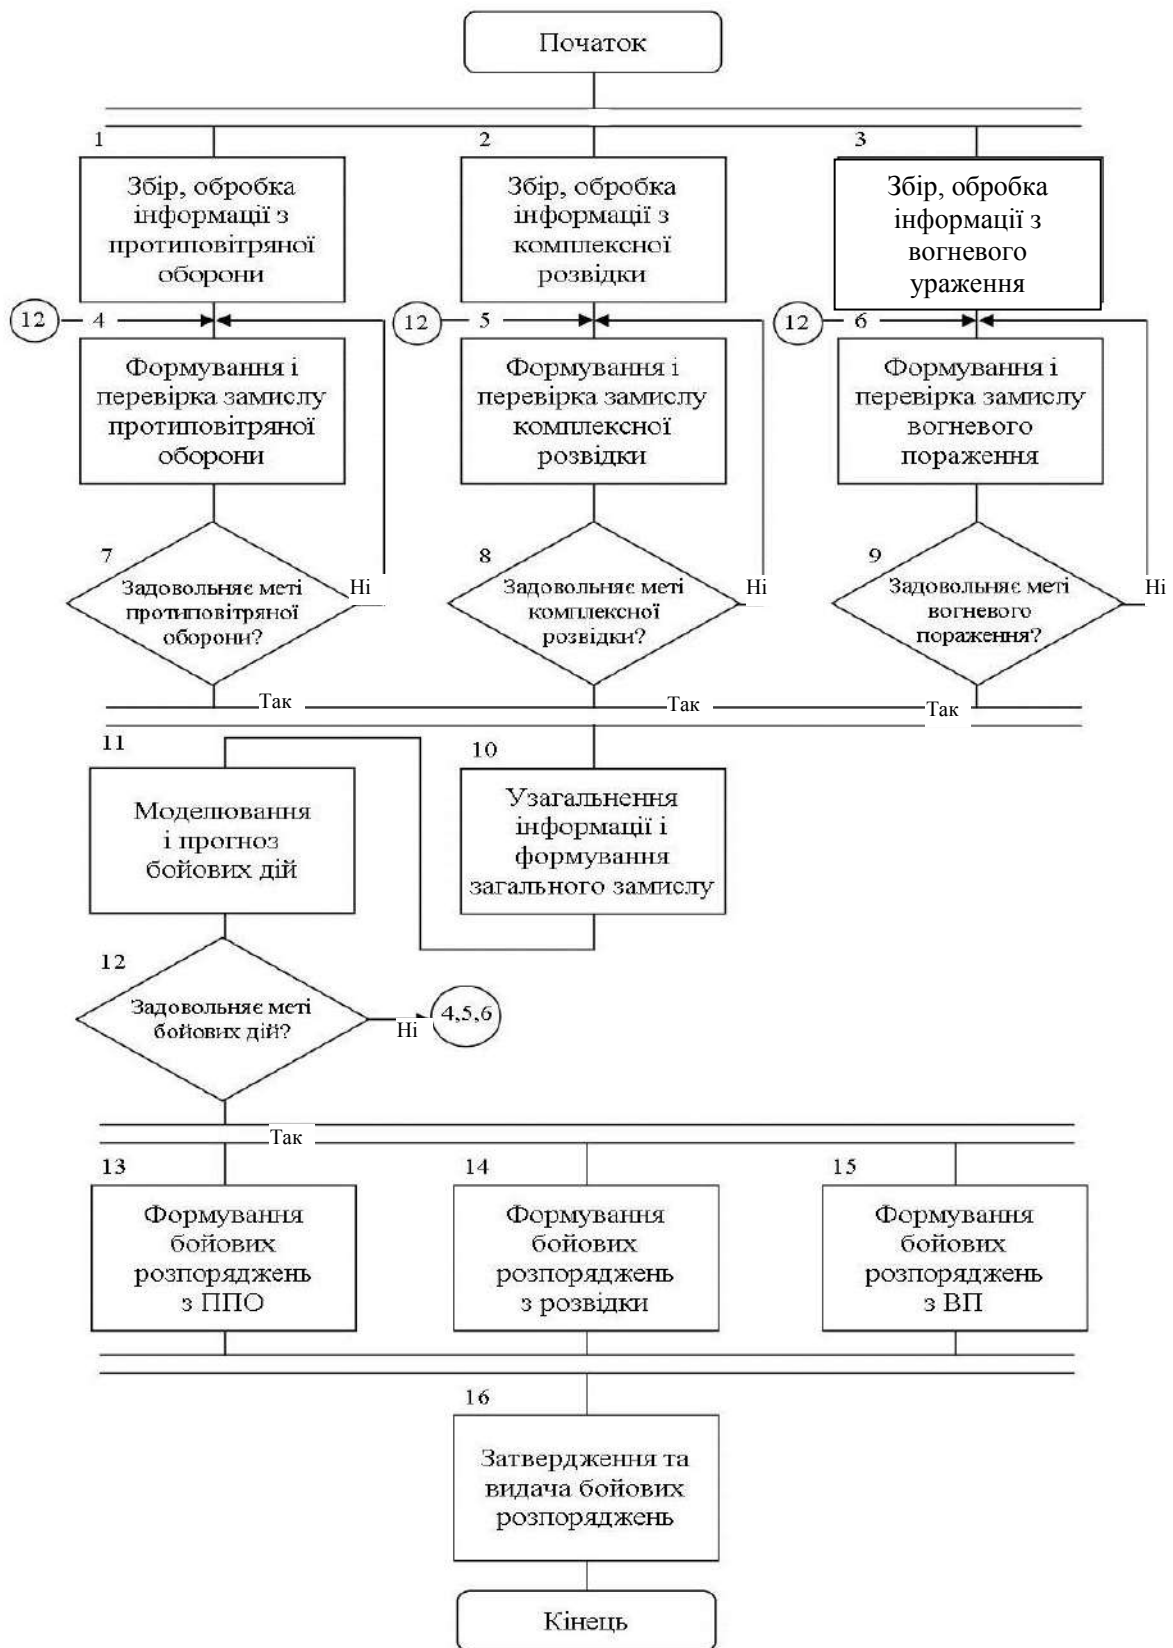 Початок
1
Збір, обробка
інформації з
протиповітряної
оборони
2
Збір, обробка
інформації з
комплексної
розвідки
3
Збір, обробка
інформації з
вогневого
ураження
12
4
Формування і
перевірка замислу
протиповітряної
оборони
12
5
Формування і
перевірка замислу
комплексної
розвідки
12
6
Формування і
перевірка замислу
вогневого
пораження
7
Задовольняє меті
протиповітряної
оборони?
Ні
8
Задовольняє меті
комплексної
розвідки?
Ні
9
Задовольняє меті
вогневого
пораження?
Ні
Так
Так
Так
10
Узагальнення
інформації і
формування
загального замислу
11
Моделювання
і прогноз
бойових дій
12
Задовольняє меті
бойових дій?
Ні
4,5,6
Так
13
Формування
бойових
розпоряджень
з ППО
14
Формування
бойових
розпоряджень
з розвідки
15
Формування
бойових
розпоряджень
з ВП
16
Затвердження та
видача бойових
розпоряджень
Кінець